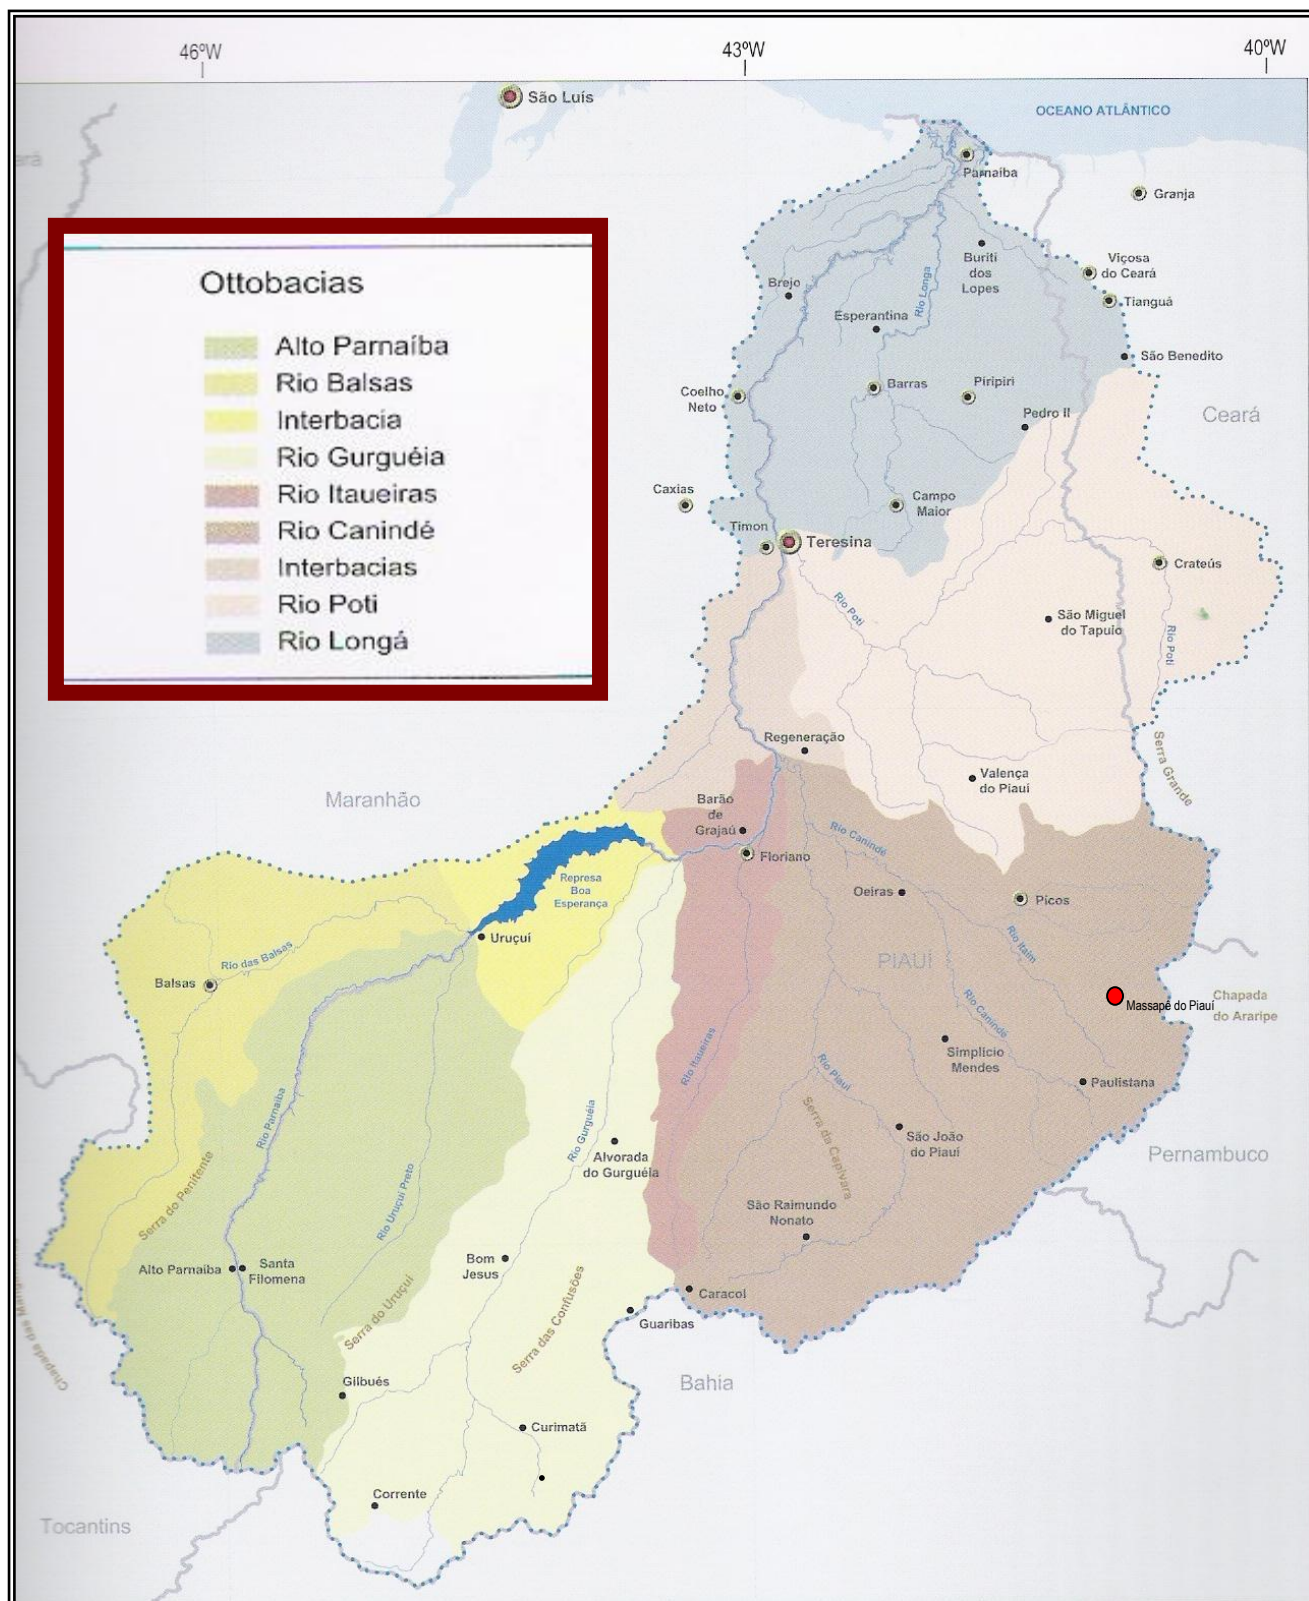 46ºW
43ºW
40ºW
São Luís
OCEANO ATLÂNTICO
Parnaiba
Granja
Buriti
dos
Lopes
Viçosa
do Ceará
Tianguá
Brejo
Rio Longa
Esperantina
São Benedito
Ottobacias
Alto Parnaíba
Rio Balsas
Interbacia
Rio Gurguéia
Rio Itaueiras
Rio Canindé
Interbacias
Rio Poti
Rio Longá
Coelho
Neto
Barras
Piripiri
Pedro II
Ceará
Caxias
Campo
Maior
Timon
Teresina
Crateús
Rio Poti
São Miguel
do Tapuio
Rio Poti
Regeneração
Serra Grande
Valença
do Piauí
Maranhão
Barão
de
Grajaú
Rio Canindé
Floriano
Represa
Boa
Esperança
Oeiras
Picos
Uruçuí
Rio das Balsas
Rio Itaim
PIAUÍ
Balsas
Massapê do Piauí
Chapada
do Araripe
Rio Canindé
Simplício
Mendes
Rio Itaueiras
Rio Piauí
Paulistana
Rio Parnaíba
Rio Gurguéia
Serra da Capivara
São João
do Piauí
Alvorada
do Gurguéla
Pernambuco
Serra do Penitente
Rio Uruçuí Preto
São Raimundo
Nonato
Alto Parnaiba
Santa
Filomena
Bom
Jesus
Serra do Uruçuí
Serra das Confusões
Caracol
Guaribas
Bahia
Gilbués
Curimatã
Corrente
Tocantins